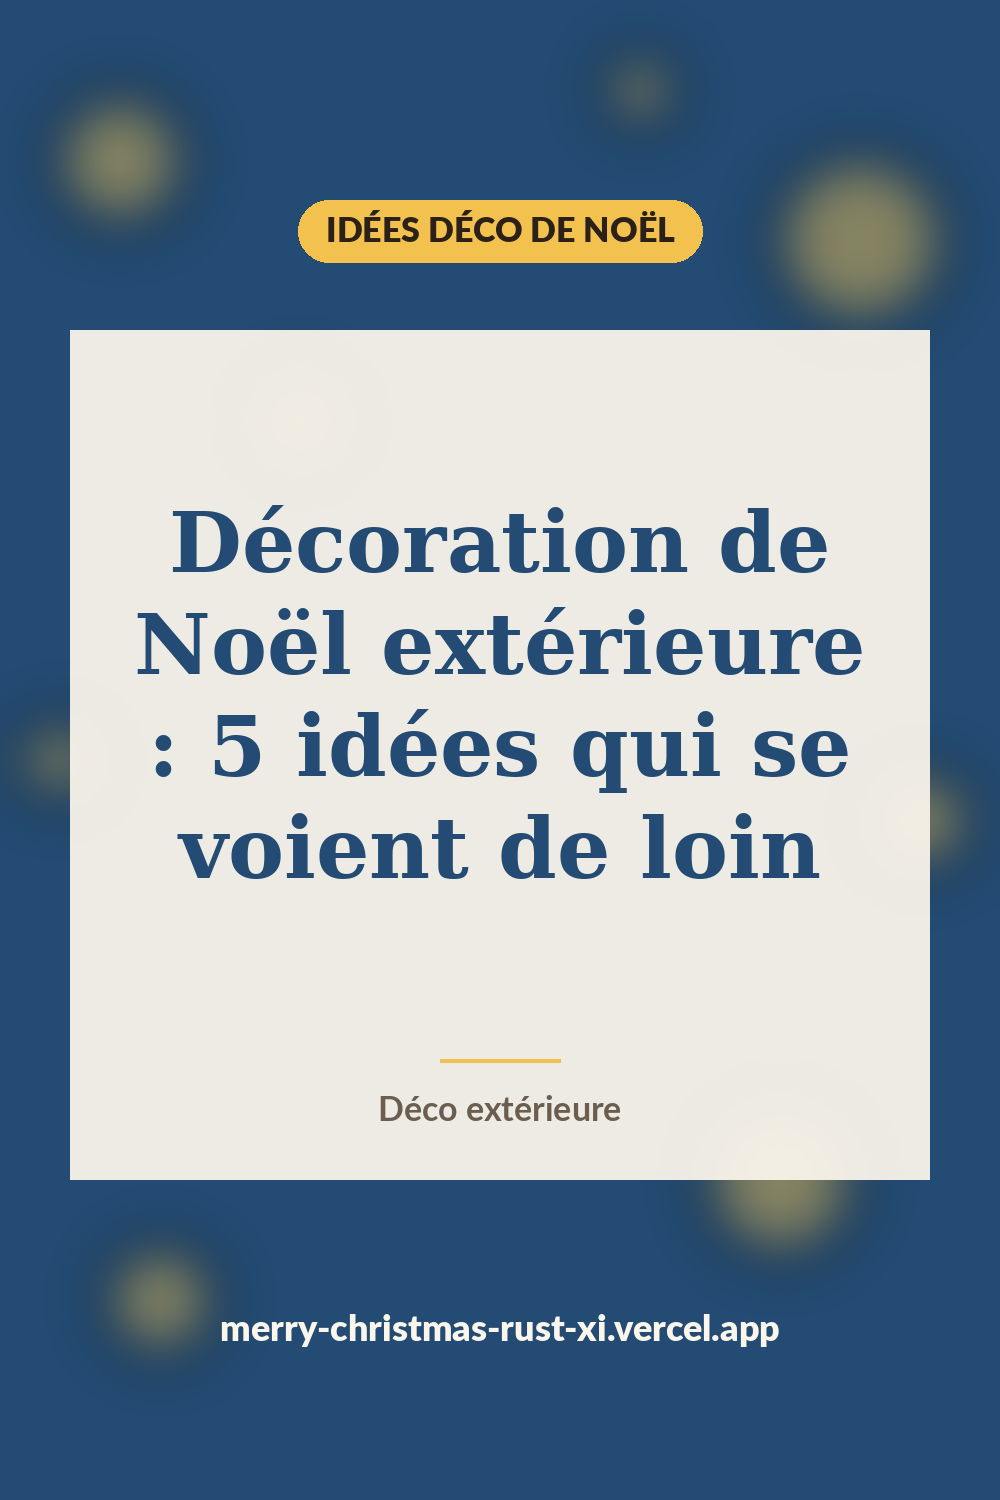 IDÉES DÉCO DE NOËL
Décoration de
Noël extérieure
: 5 idées qui se
voient de loin
Déco extérieure
merry-christmas-rust-xi.vercel.app